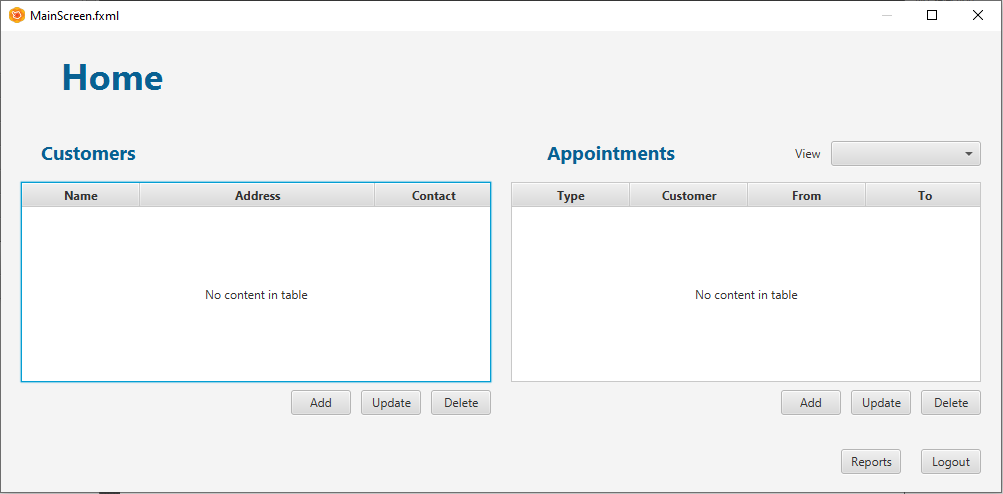 MainScreen.fxml
Home
Customers
Appointments View
Name Address Contact
Type Customer From To
No content in table
No content in table
Add Update Delete
Add Update Delete
Reports Logout